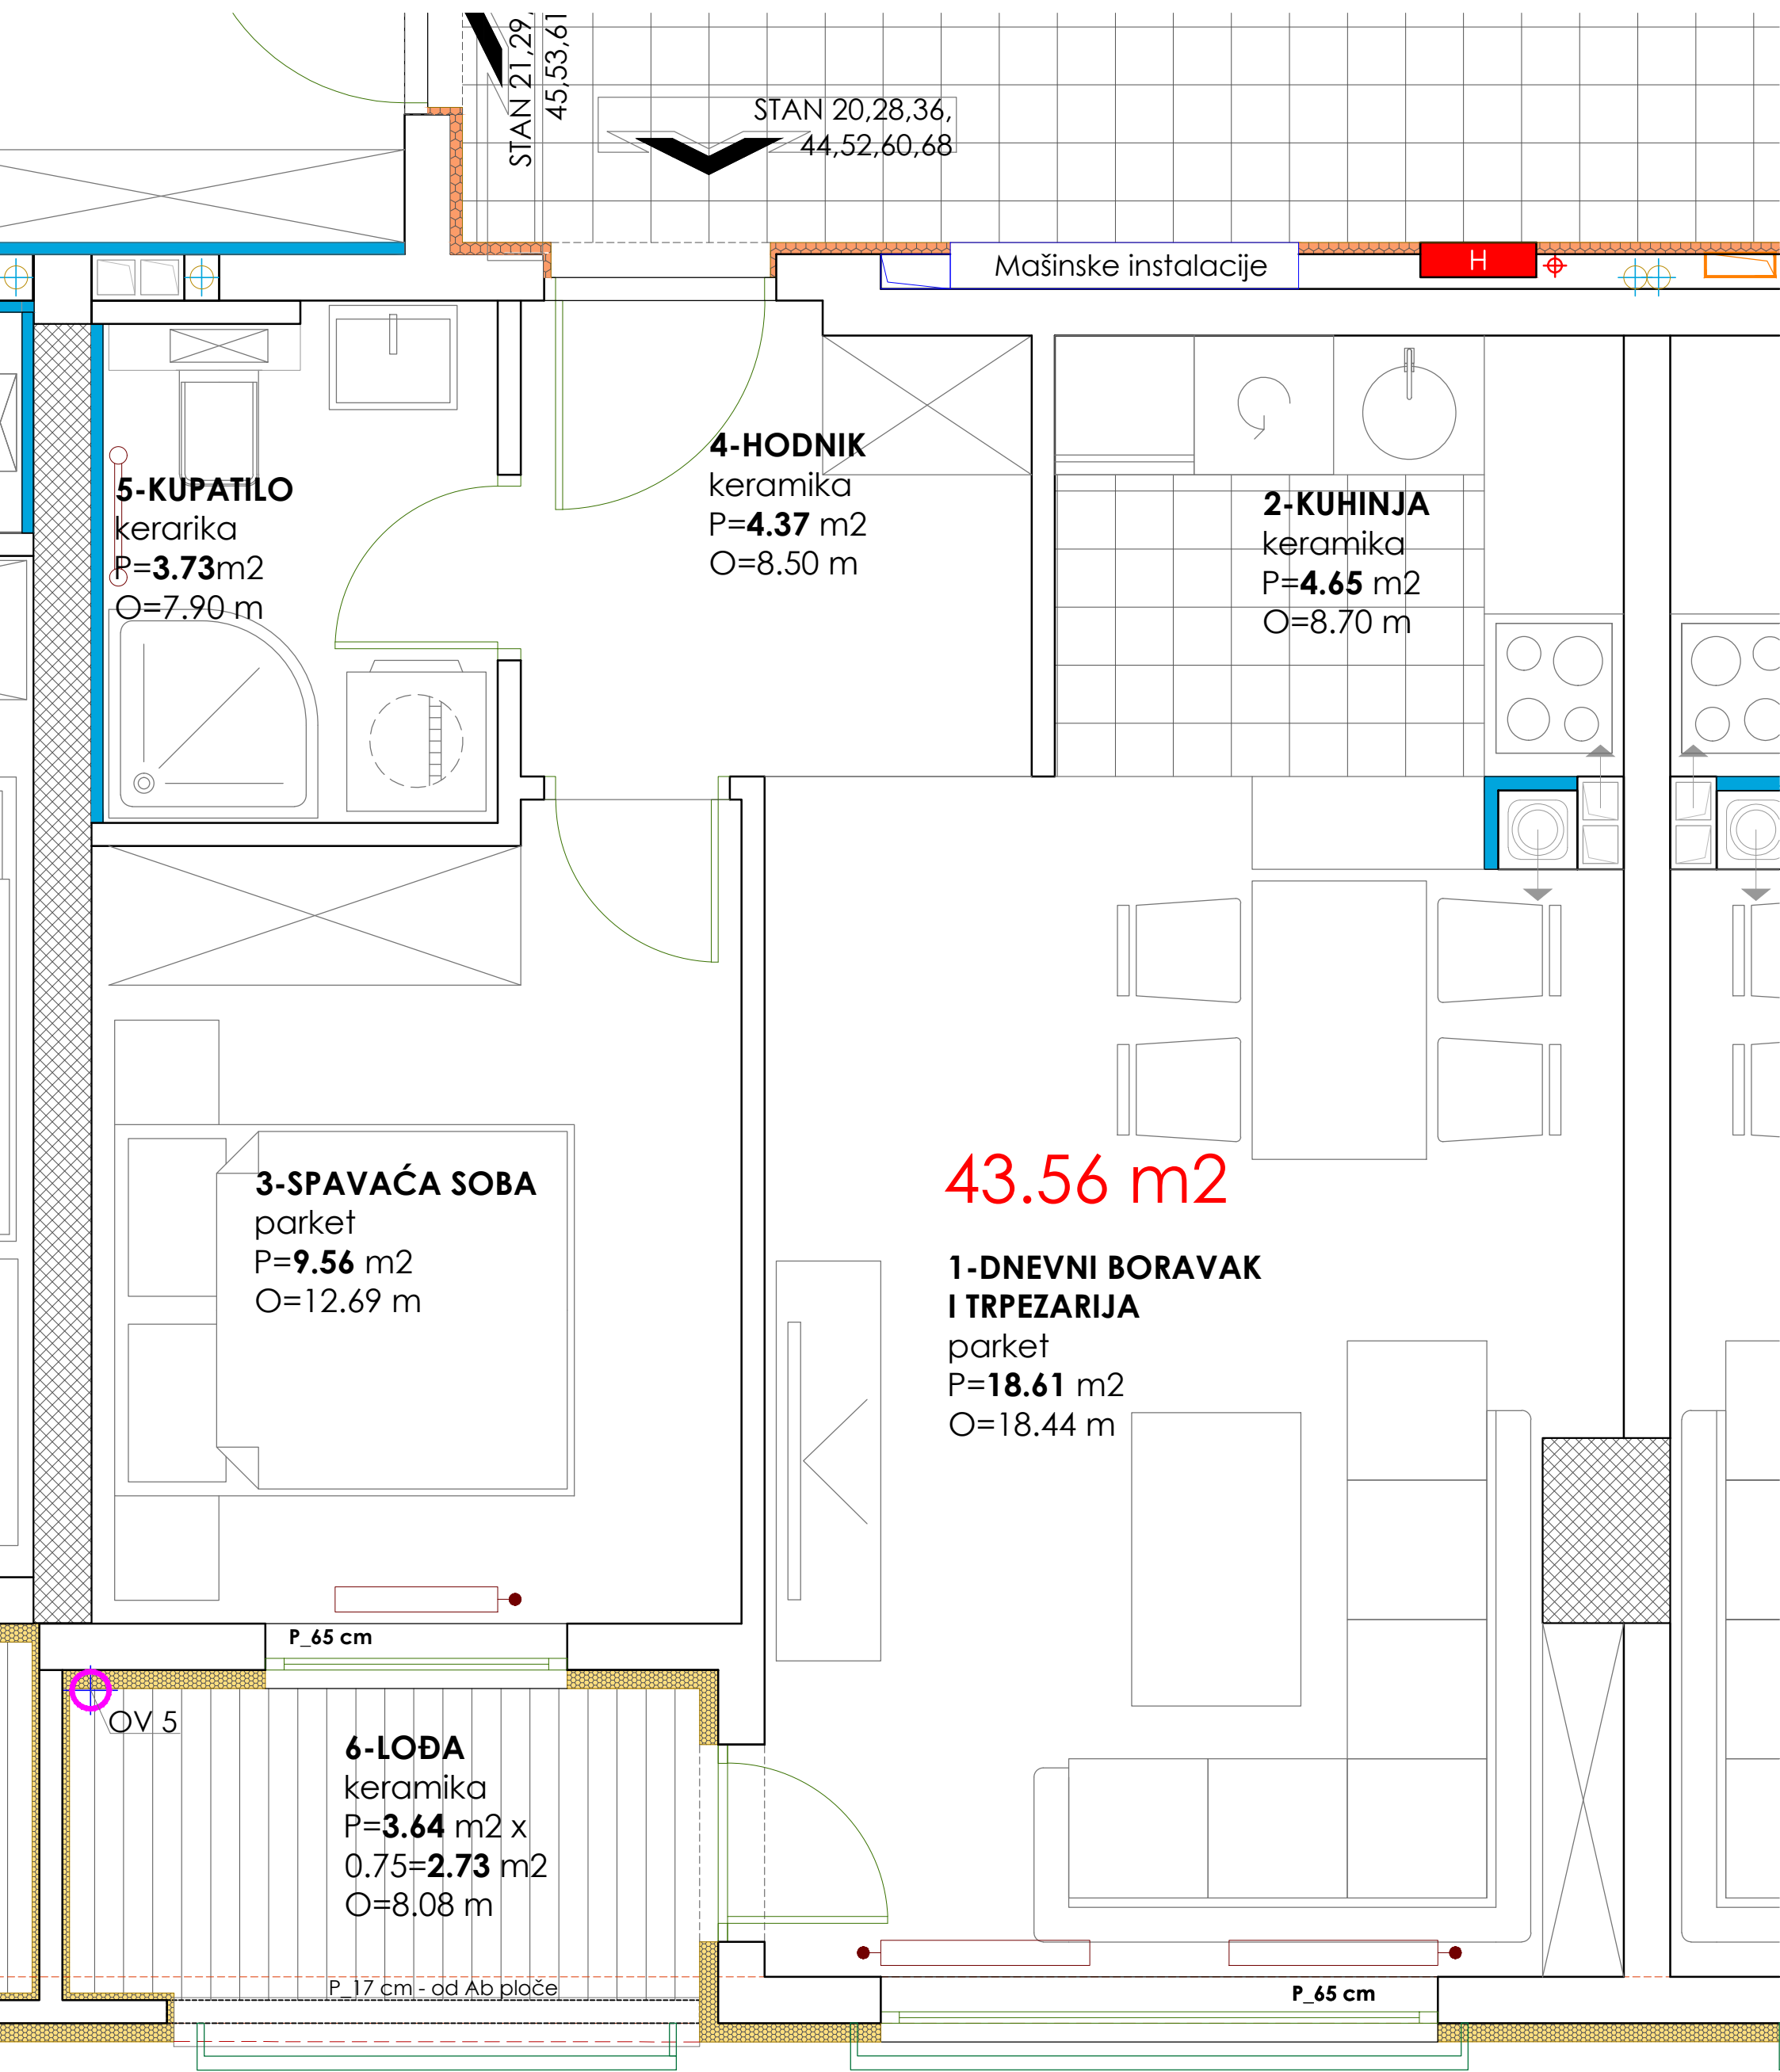 STAN 21,29,
45,53,61
STAN 20,28,36,
44,52,60,68
Mašinske instalacije
H
4-HODNIK
keramika
P=4.37 m2
O=8.50 m
5-KUPATILO
kerarika
P=3.73m2
O=7.90 m
2-KUHINJA
keramika
P=4.65 m2
O=8.70 m
3-SPAVAĆA SOBA
parket
P=9.56 m2
O=12.69 m
43.56 m2
1-DNEVNI BORAVAK
I TRPEZARIJA
parket
P=18.61 m2
O=18.44 m
P_65 cm
OV 5
6-LOĐA
keramika
P=3.64 m2 x
0.75=2.73 m2
O=8.08 m
P_17 cm - od Ab ploče
P_65 cm